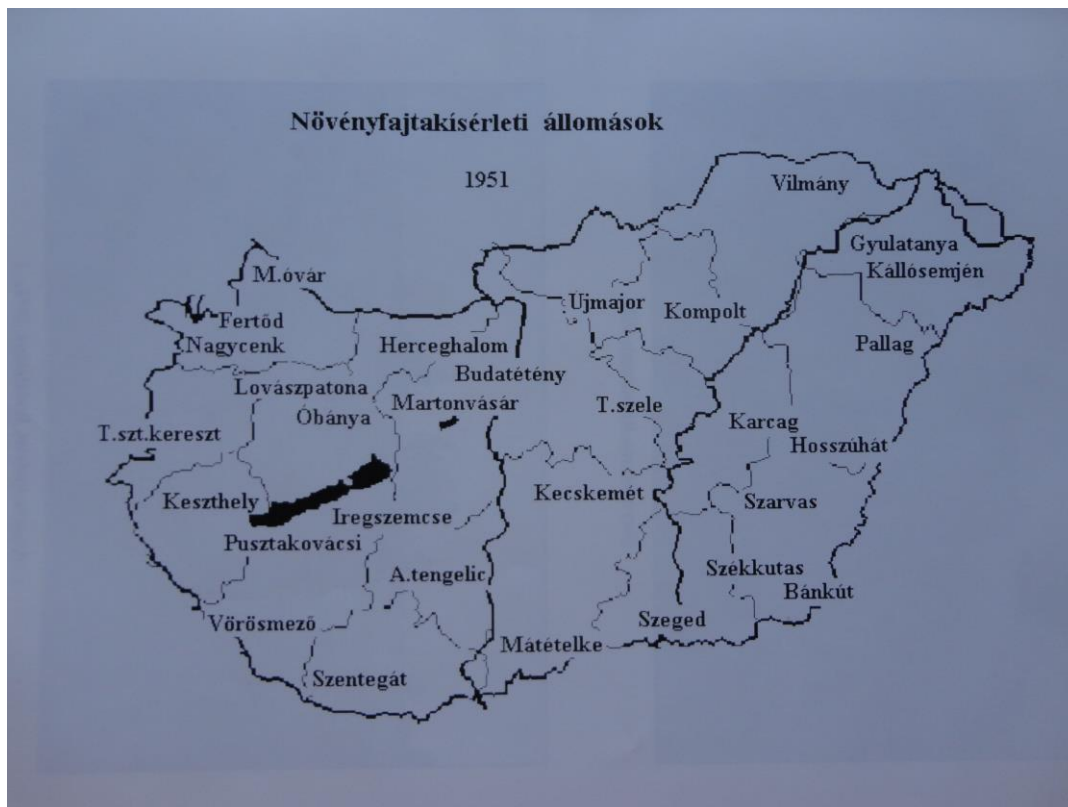 Növényfajtakísérleti állomások
1951
Vilmány
Gyulatanya
Kállósemjén
M.óvár
Fertőd
Nagycenk
Újmajor
Kompolt
Pallag
Herceghalom
Budatétény
Lovászpatona
Óbánya
Martonvásár
T.szele
Karcag
T.szt.kereszt
Hosszúhát
Keszthely
Kecskemét
Szarvas
Iregszemcse
Pusztakovácsi
A.tengelic
Székkutas
Bánkút
Vörösmező
Szeged
Mátételke
Szentegát